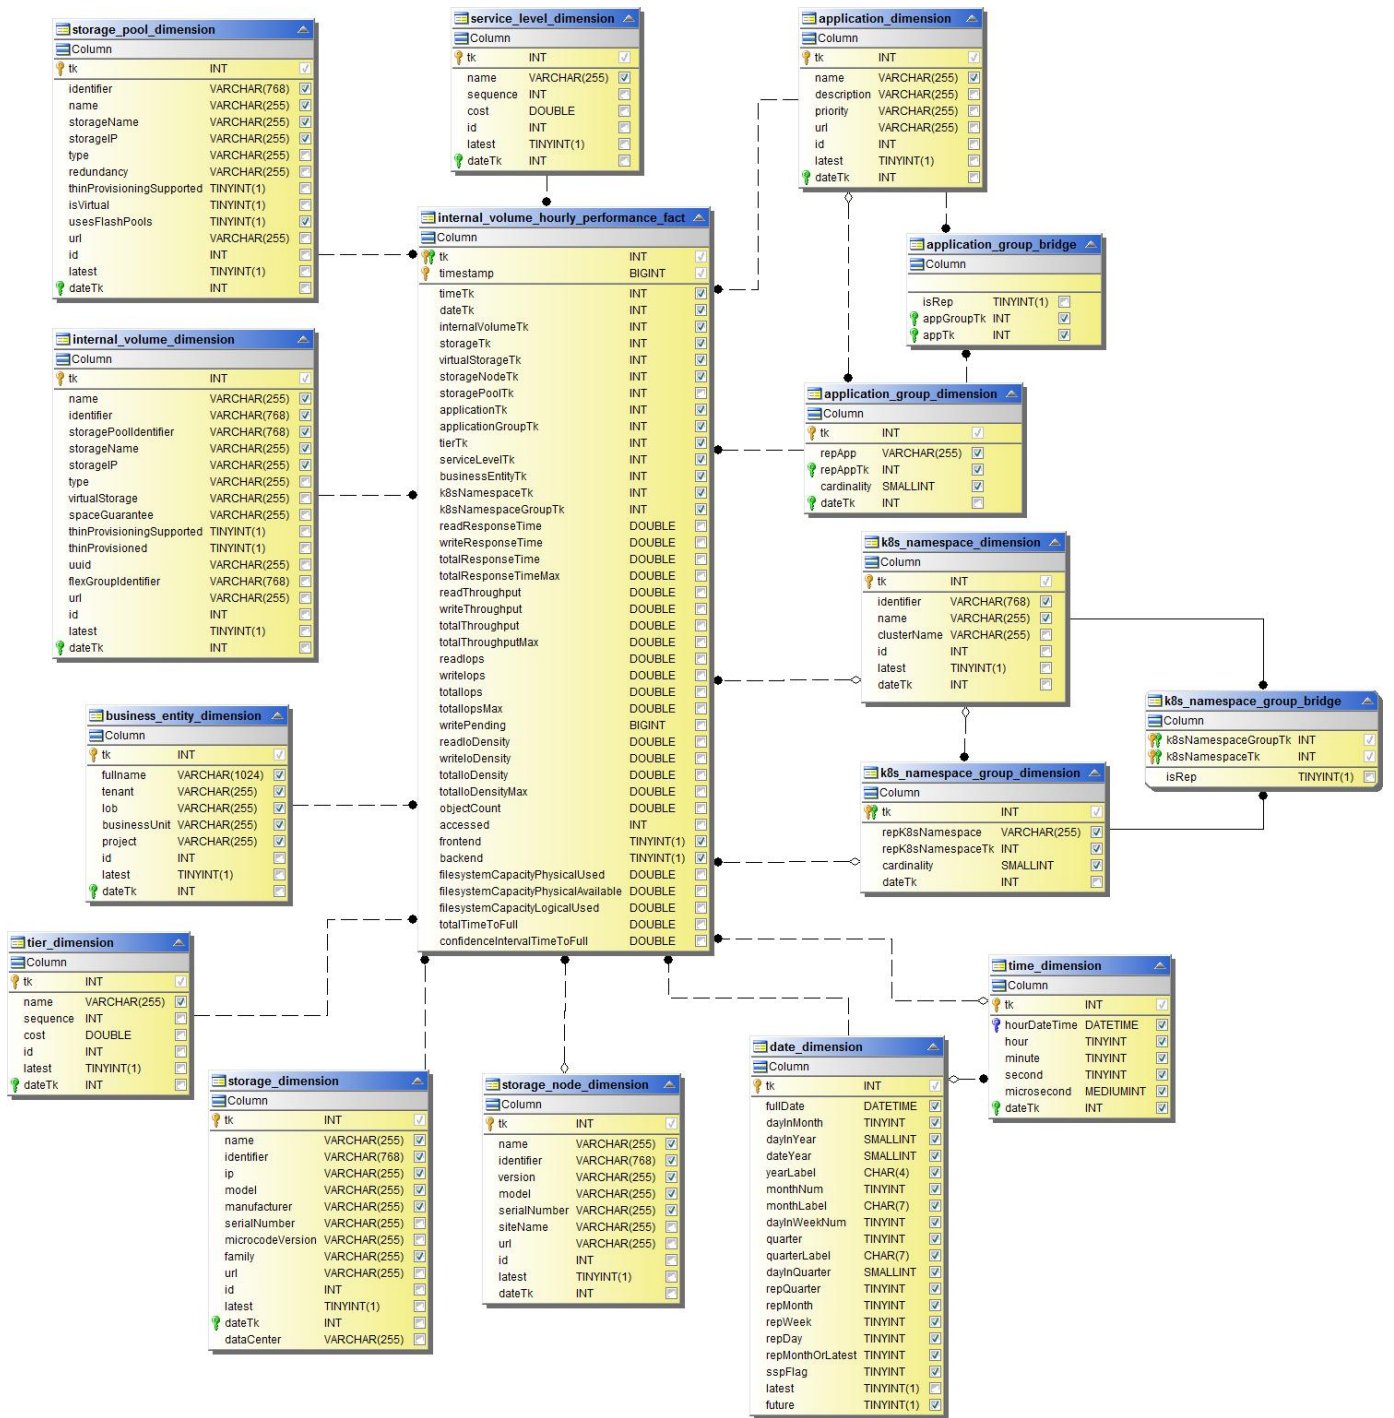 storage_pool_dimension
Column
tk INT
identifier VARCHAR(768)
name VARCHAR(255)
storageName VARCHAR(255)
storageIP VARCHAR(255)
type VARCHAR(255)
redundancy VARCHAR(255)
thinProvisioningSupported TINYINT(1)
isVirtual TINYINT(1)
usesFlashPools TINYINT(1)
url VARCHAR(255)
id INT
latest TINYINT(1)
dateTk INT
service_level_dimension
Column
tk INT
name VARCHAR(255)
sequence INT
cost DOUBLE
id INT
latest TINYINT(1)
dateTk INT
application_dimension
Column
tk INT
name VARCHAR(255)
description VARCHAR(255)
priority VARCHAR(255)
url VARCHAR(255)
id INT
latest TINYINT(1)
dateTk INT
internal_volume_hourly_performance_fact
Column
tk INT
timestamp BIGINT
timeTk INT
dateTk INT
internalVolumeTk INT
storageTk INT
virtualStorageTk INT
storageNodeTk INT
storagePoolTk INT
applicationTk INT
applicationGroupTk INT
tierTk INT
serviceLevelTk INT
businessEntityTk INT
k8sNamespaceTk INT
k8sNamespaceGroupTk INT
readResponseTime DOUBLE
writeResponseTime DOUBLE
totalResponseTime DOUBLE
totalResponseTimeMax DOUBLE
readThroughput DOUBLE
writeThroughput DOUBLE
totalThroughput DOUBLE
totalThroughputMax DOUBLE
readIops DOUBLE
writeIops DOUBLE
totalIops DOUBLE
totalIopsMax DOUBLE
writePending BIGINT
readIoDensity DOUBLE
writeIoDensity DOUBLE
totalIoDensity DOUBLE
totalIoDensityMax DOUBLE
objectCount DOUBLE
accessed INT
frontend TINYINT(1)
backend TINYINT(1)
filesystemCapacityPhysicalUsed DOUBLE
filesystemCapacityPhysicalAvailable DOUBLE
filesystemCapacityLogicalUsed DOUBLE
totalTimeToFull DOUBLE
confidenceIntervalTimeToFull DOUBLE
application_group_bridge
Column
isRep TINYINT(1)
appGroupTk INT
appTk INT
internal_volume_dimension
Column
tk INT
name VARCHAR(255)
identifier VARCHAR(768)
storagePoolIdentifier VARCHAR(768)
storageName VARCHAR(255)
storageIP VARCHAR(255)
type VARCHAR(255)
virtualStorage VARCHAR(255)
spaceGuarantee VARCHAR(255)
thinProvisioningSupported TINYINT(1)
thinProvisioned TINYINT(1)
uuid VARCHAR(255)
flexGroupIdentifier VARCHAR(768)
url VARCHAR(255)
id INT
latest TINYINT(1)
dateTk INT
application_group_dimension
Column
tk INT
repApp VARCHAR(255)
repAppTk INT
cardinality SMALLINT
dateTk INT
k8s_namespace_dimension
Column
tk INT
identifier VARCHAR(768)
name VARCHAR(255)
clusterName VARCHAR(255)
id INT
latest TINYINT(1)
dateTk INT
k8s_namespace_group_bridge
Column
k8sNamespaceGroupTk INT
k8sNamespaceTk INT
isRep TINYINT(1)
business_entity_dimension
Column
tk INT
fullname VARCHAR(1024)
tenant VARCHAR(255)
lob VARCHAR(255)
businessUnit VARCHAR(255)
project VARCHAR(255)
id INT
latest TINYINT(1)
dateTk INT
k8s_namespace_group_dimension
Column
tk INT
repK8sNamespace VARCHAR(255)
repK8sNamespaceTk INT
cardinality SMALLINT
dateTk INT
tier_dimension
Column
tk INT
name VARCHAR(255)
sequence INT
cost DOUBLE
id INT
latest TINYINT(1)
dateTk INT
time_dimension
Column
tk INT
hourDateTime DATETIME
hour TINYINT
minute TINYINT
second TINYINT
microsecond MEDIUMINT
dateTk INT
storage_dimension
Column
tk INT
name VARCHAR(255)
identifier VARCHAR(768)
ip VARCHAR(255)
model VARCHAR(255)
manufacturer VARCHAR(255)
serialNumber VARCHAR(255)
microcodeVersion VARCHAR(255)
family VARCHAR(255)
url VARCHAR(255)
id INT
latest TINYINT(1)
dateTk INT
dataCenter VARCHAR(255)
storage_node_dimension
Column
tk INT
name VARCHAR(255)
identifier VARCHAR(768)
version VARCHAR(255)
model VARCHAR(255)
serialNumber VARCHAR(255)
siteName VARCHAR(255)
url VARCHAR(255)
id INT
latest TINYINT(1)
dateTk INT
date_dimension
Column
tk INT
fullDate DATETIME
dayInMonth TINYINT
dayInYear SMALLINT
dateYear SMALLINT
yearLabel CHAR(4)
monthNum TINYINT
monthLabel CHAR(7)
dayInWeekNum TINYINT
quarter TINYINT
quarterLabel CHAR(7)
dayInQuarter SMALLINT
repQuarter TINYINT
repMonth TINYINT
repWeek TINYINT
repDay TINYINT
repMonthOrLatest TINYINT
sspFlag TINYINT
latest TINYINT(1)
future TINYINT(1)